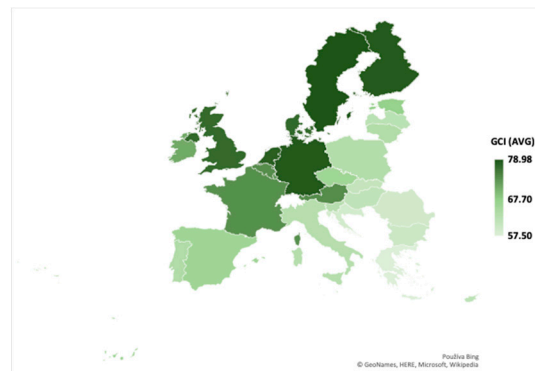 GCI (AVG)
78.98
67.70
57.50
Používa Bing
© GeoNames, HERE, Microsoft, Wikipedia